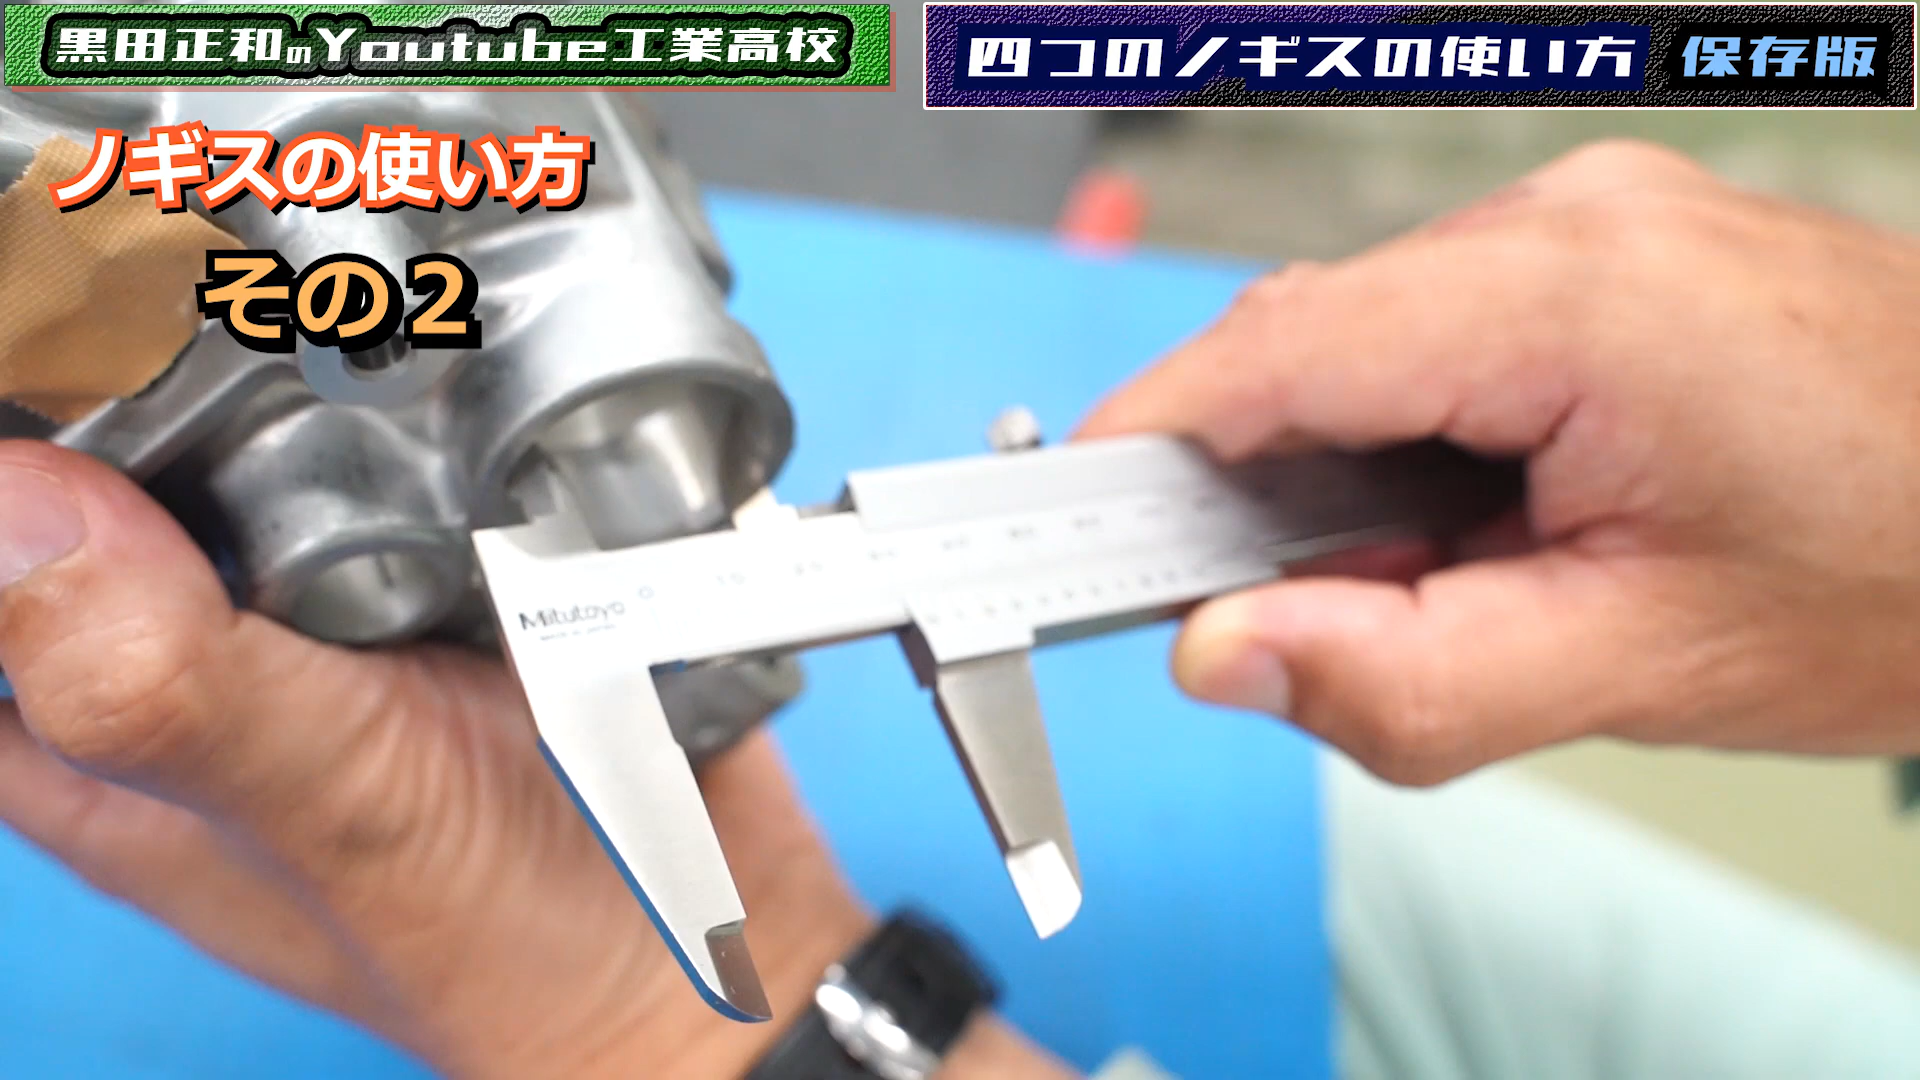 黒田正和のYoutube工業高校
四つのノギスの使い方 保存版
ノギスの使い方
その2
Mitutoyo